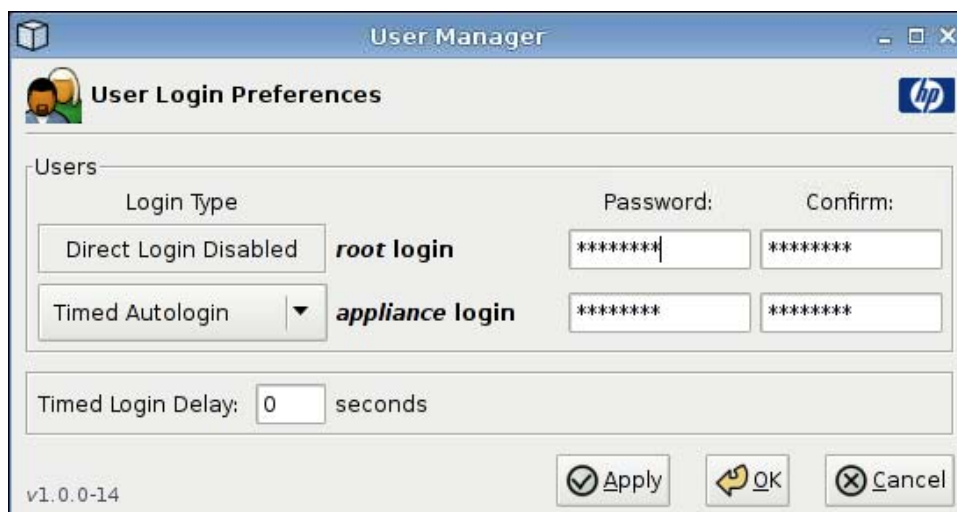 User Manager
User Login Preferences
hp
Users
Login Type Password: Confirm:
Direct Login Disabled root login ******** ********
Timed Autologin appliance login ******** ********
Timed Login Delay: 0 seconds
v1.0.0-14 Apply OK Cancel